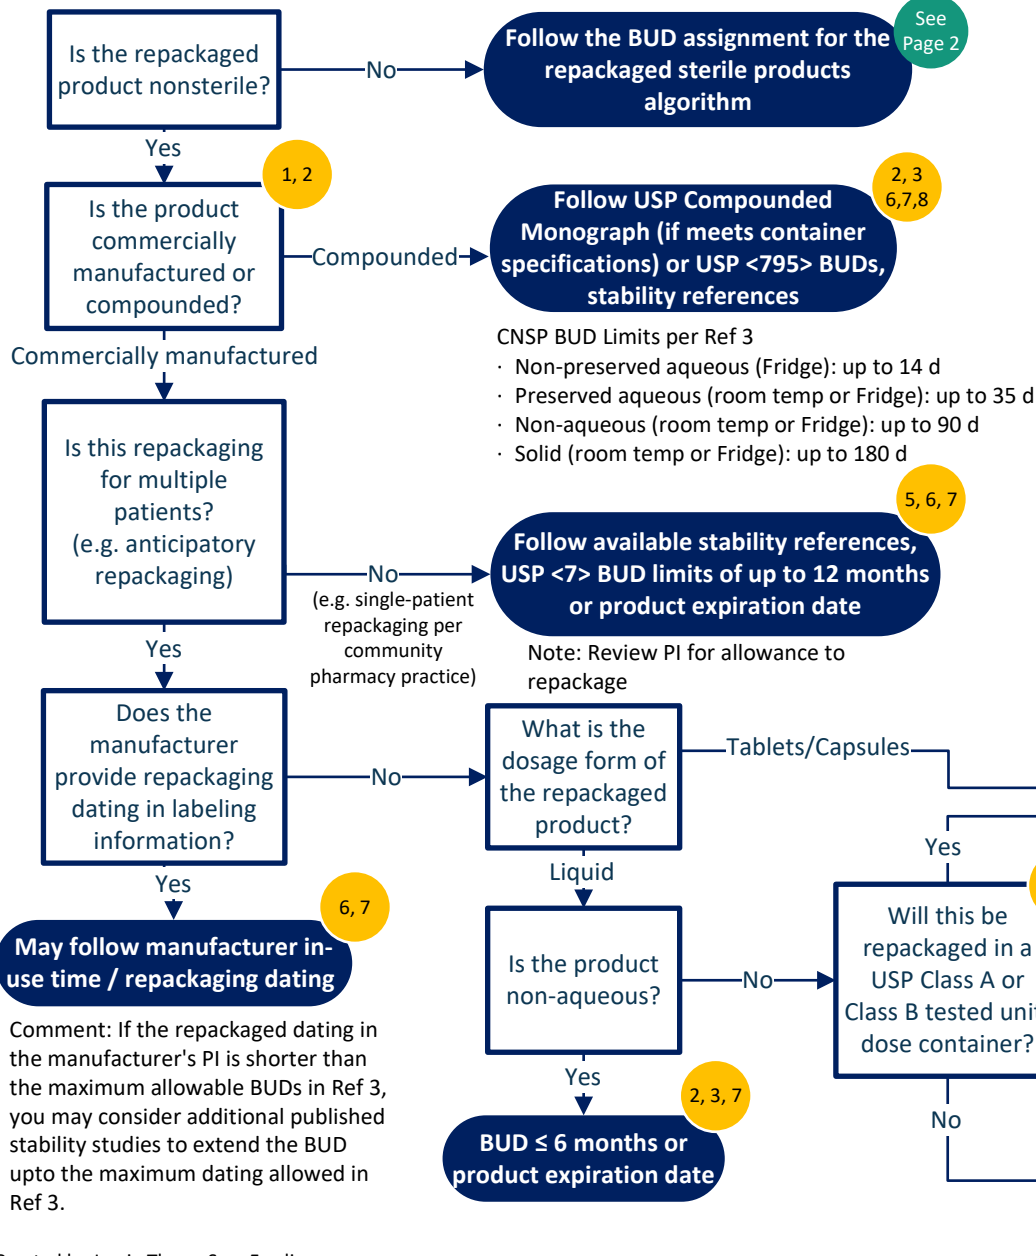 Is the repackaged
product nonsterile?
No
Follow the BUD assignment for the
repackaged sterile products
algorithm
See
Page 2
Yes
1, 2
Is the product
commercially
manufactured or
compounded?
Compounded
2, 3
6,7,8
Follow USP Compounded
Monograph (if meets container
specifications) or USP <795> BUDs,
stability references
CNSP BUD Limits per Ref 3
· Non-preserved aqueous (Fridge): up to 14 d
· Preserved aqueous (room temp or Fridge): up to 35 d
· Non-aqueous (room temp or Fridge): up to 90 d
· Solid (room temp or Fridge): up to 180 d
Commercially manufactured
Is this repackaging
for multiple
patients?
(e.g. anticipatory
repackaging)
No
(e.g. single-patient
repackaging per
community
pharmacy practice)
5, 6, 7
Follow available stability references,
USP <7> BUD limits of up to 12 months
or product expiration date
Note: Review PI for allowance to
repackage
Yes
Does the
manufacturer
provide repackaging
dating in labeling
information?
No
What is the
dosage form of
the repackaged
product?
Tablets/Capsules
Yes
6, 7
May follow manufacturer in-
use time / repackaging dating
Comment: If the repackaged dating in
the manufacturer's PI is shorter than
the maximum allowable BUDs in Ref 3,
you may consider additional published
stability studies to extend the BUD
upto the maximum dating allowed in
Ref 3.
Liquid
Is the product
non-aqueous?
No
Yes
Will this be
repackaged in a
USP Class A or
Class B tested unit
dose container?
No
Yes
2, 3, 7
BUD ≤ 6 months or
product expiration date